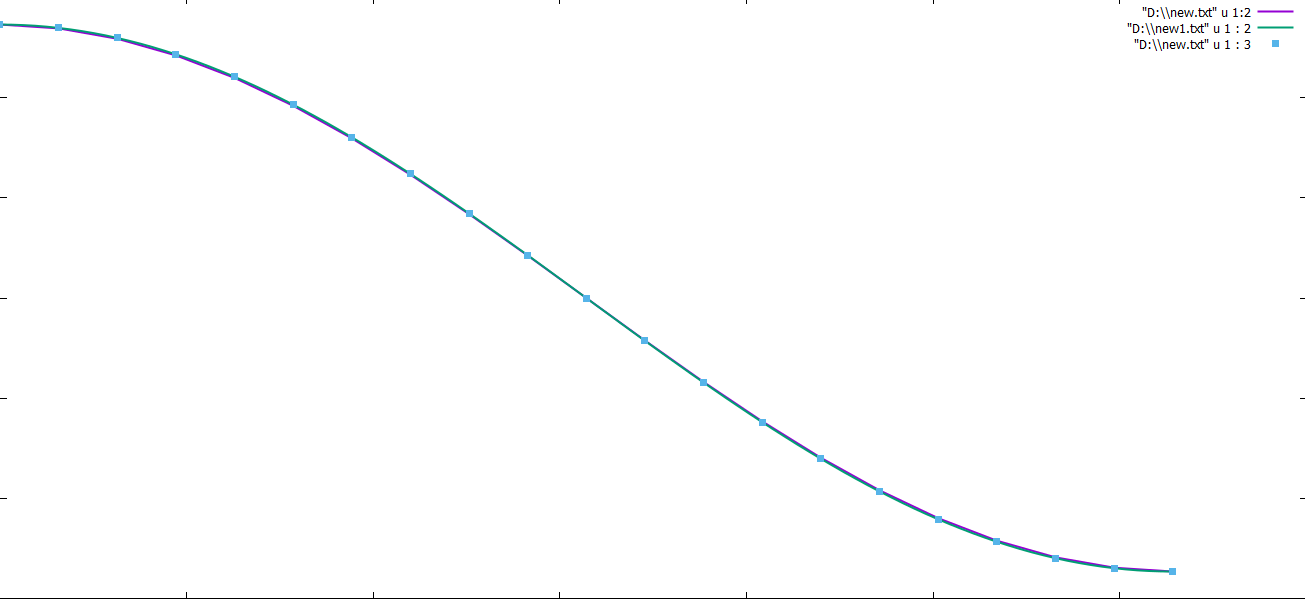 "D:\\new.txt" u 1:2
"D:\\new1.txt" u 1 : 2
"D:\\new.txt" u 1 : 3